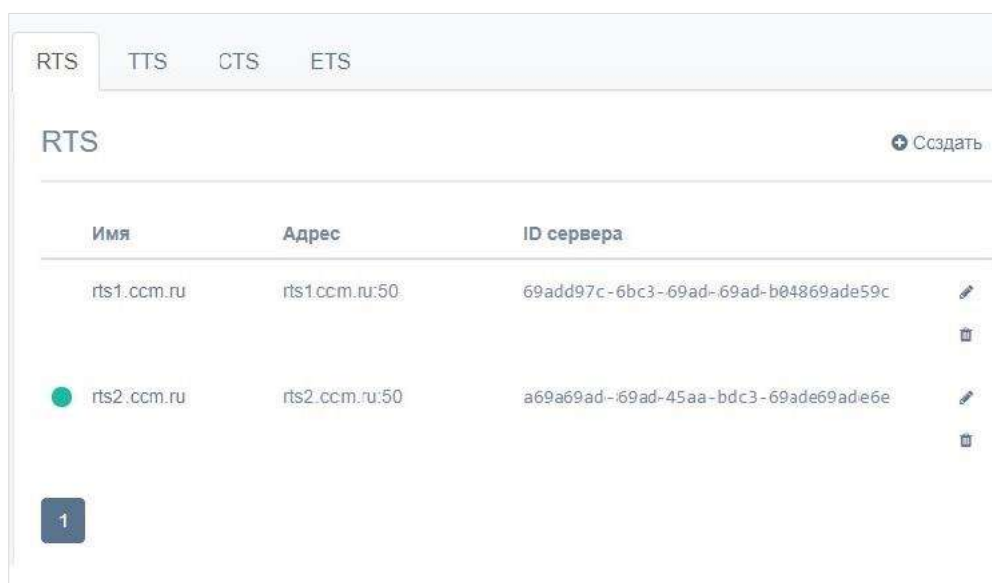 RTS TTS CTS ETS
RTS Создать
Имя Адрес ID сервера
rts1.ccm.ru rts1.ccm.ru:50 69add97c-6bc3-69ad-69ad-b04869ade59c
rts2.ccm.ru rts2.ccm.ru:50 a69a69ad-69ad-45aa-bdc3-69ade69ade6e
1